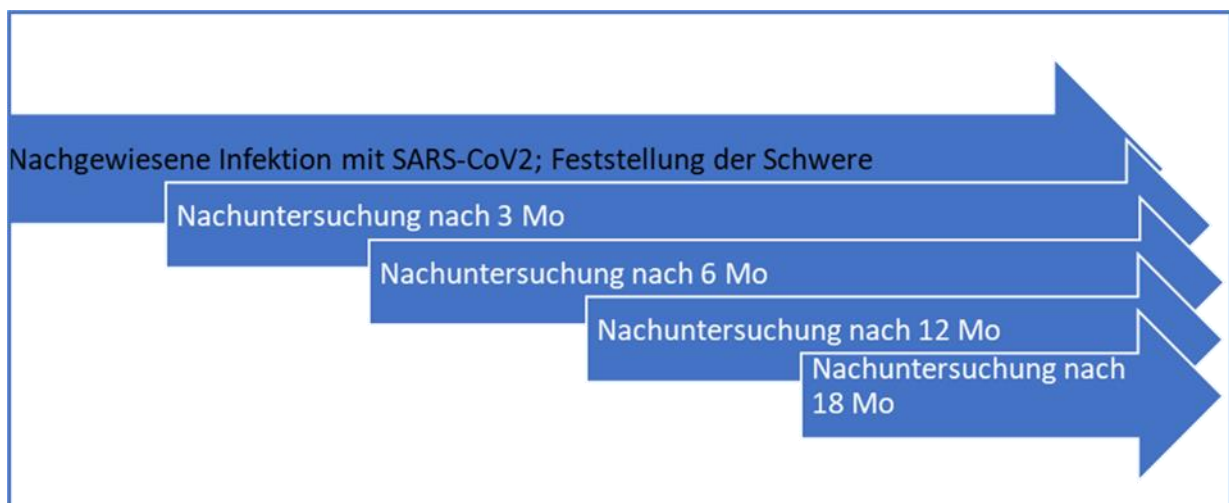 Nachgewiesene Infektion mit SARS-CoV2; Feststellung der Schwere
Nachuntersuchung nach 3 Mo
Nachuntersuchung nach 6 Mo
Nachuntersuchung nach 12 Mo
Nachuntersuchung nach
18 Mo